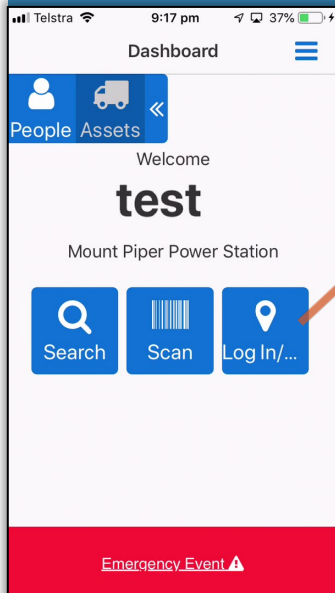 Telstra 9:17 pm 37%
Dashboard
People Assets
Welcome
test
Mount Piper Power Station
Search Scan Log In/...
Emergency Event